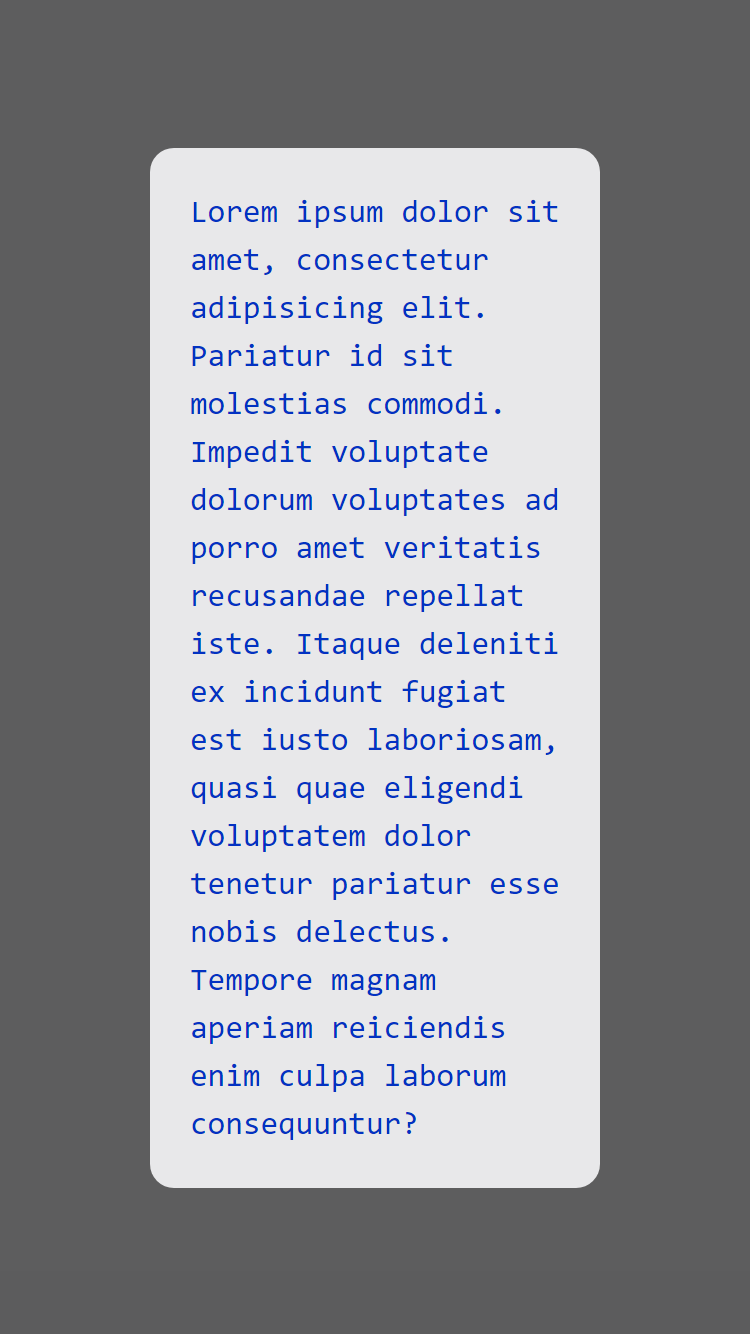 Lorem ipsum dolor sit
amet, consectetur
adipisicing elit.
Pariatur id sit
molestias commodi.
Impedit voluptate
dolorum voluptates ad
porro amet veritatis
recusandae repellat
iste. Itaque deleniti
ex incidunt fugiat
est iusto laboriosam,
quasi quae eligendi
voluptatem dolor
tenetur pariatur esse
nobis delectus.
Tempore magnam
aperiam reiciendis
enim culpa laborum
consequuntur?